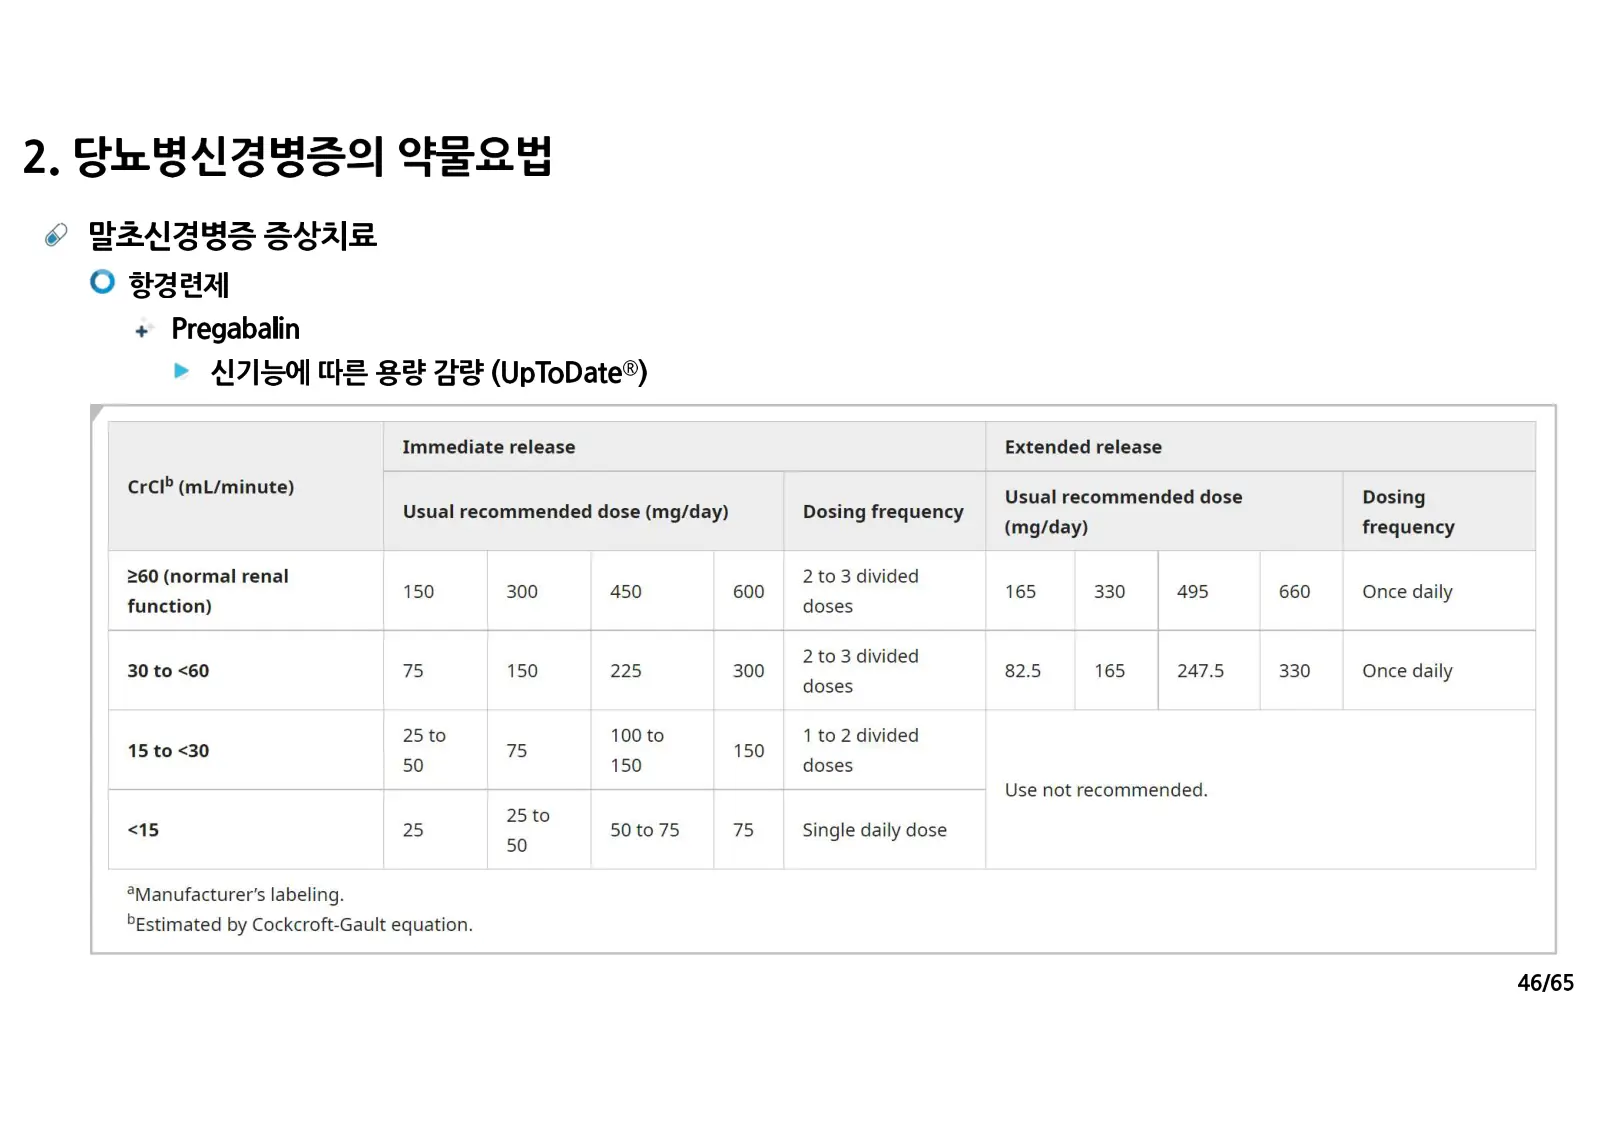 2. 당뇨병신경병증의 약물요법
말초신경병증 증상치료
항경련제
Pregabalin
신기능에 따른 용량 감량 (UpToDate®)
CrClb (mL/minute)
Immediate release
Extended release
Usual recommended dose (mg/day)
Dosing frequency
Usual recommended dose
(mg/day)
Dosing
frequency
≥60 (normal renal
function)
150
300
450
600
2 to 3 divided
doses
165
330
495
660
Once daily
30 to <60
75
150
225
300
2 to 3 divided
doses
82.5
165
247.5
330
Once daily
15 to <30
25 to
50
75
100 to
150
150
1 to 2 divided
doses
Use not recommended.
<15
25
25 to
50
50 to 75
75
Single daily dose
aManufacturer's labeling.
bEstimated by Cockcroft-Gault equation.
46/65